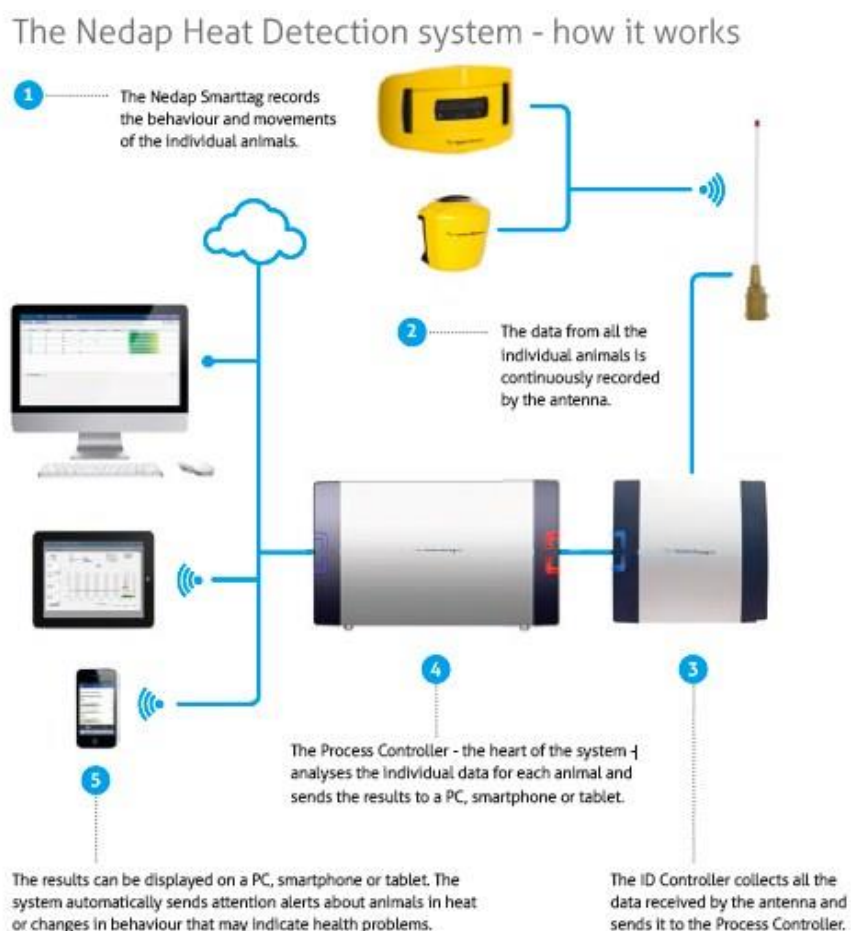 The Nedap Heat Detection system - how it works
1
The Nedap Smarttag records
the behaviour and movements
of the individual animals.
2
The data from all the
individual animals is
continuously recorded
by the antenna.
4
3
The Process Controller - the heart of the system -
analyses the individual data for each animal and
sends the results to a PC, smartphone or tablet.
5
The results can be displayed on a PC, smartphone or tablet. The
system automatically sends attention alerts about animals in heat
or changes in behaviour that may indicate health problems.
The ID Controller collects all the
data received by the antenna and
sends it to the Process Controller.